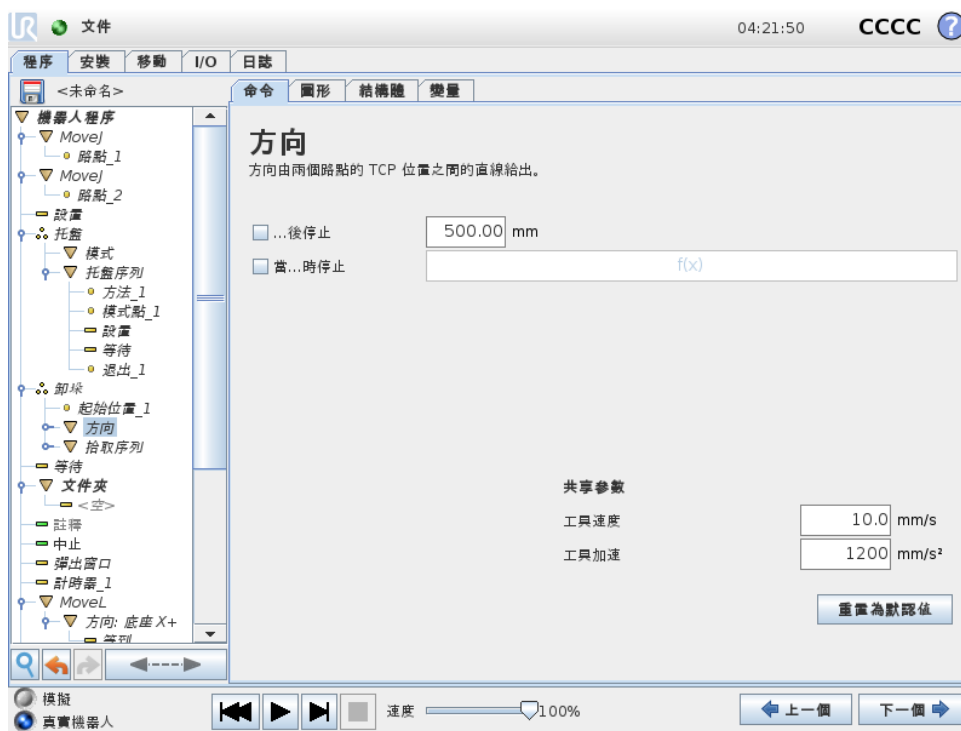 UR 文件 04:21:50 CCCC ?
程序 安裝 移動 I/O 日誌
<未命名>
命令 圖形 結構體 變量
機器人程序
MoveJ
路點_1
MoveJ
路點_2
設置
托盤
模式
托盤序列
方法_1
模式點_1
設置
等待
退出_1
卸垛
起始位置_1
方向
拾取序列
等待
文件夾
<空>
註釋
中止
彈出窗口
計時器_1
MoveL
方向: 底座 X+
等到
方向
方向由兩個路點的 TCP 位置之間的直線給出。
...後停止 500.00 mm
當...時停止 f(x)
共享參數
工具速度 10.0 mm/s
工具加速 1200 mm/s²
重置為默認值
模擬
真實機器人
速度 100%
上一個 下一個